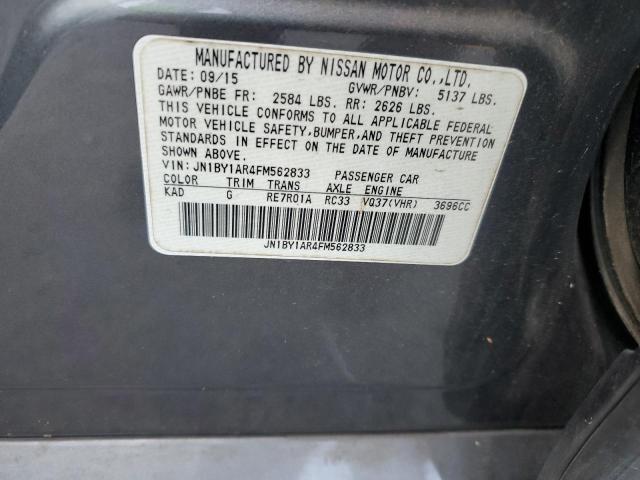 MANUFACTURED BY NISSAN MOTOR CO.,LTD.
DATE: 09/15 GVWR/PNBV: 5137 LBS.
GAWR/PNBE FR: 2584 LBS. RR: 2626 LBS.
THIS VEHICLE CONFORMS TO ALL APPLICABLE FEDERAL
MOTOR VEHICLE SAFETY, BUMPER, AND THEFT PREVENTION
STANDARDS IN EFFECT ON THE DATE OF MANUFACTURE
SHOWN ABOVE.
VIN: JN1BY1AR4FM562833 PASSENGER CAR
COLOR TRIM TRANS AXLE ENGINE
KAD G RE7R01A RC33 VQ37(VHR) 3696CC
JN1BY1AR4FM562833